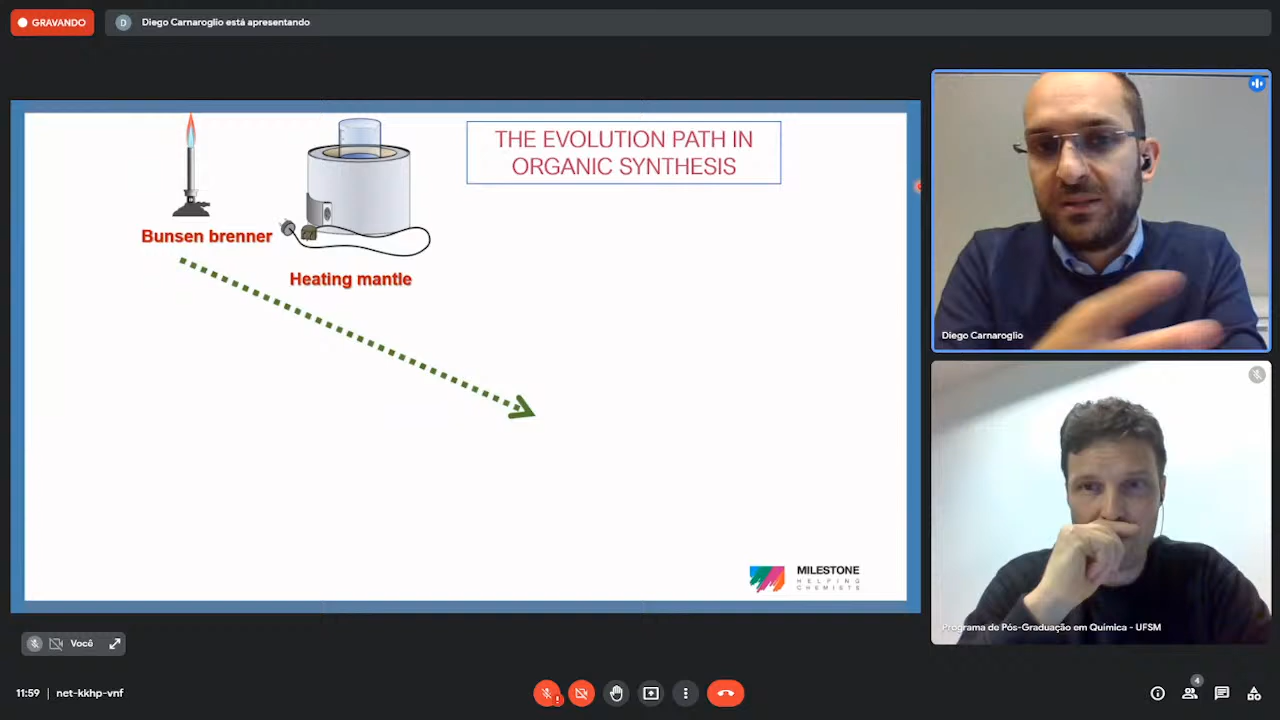 GRAVANDO
D
Diego Carnaroglio está apresentando
THE EVOLUTION PATH IN
ORGANIC SYNTHESIS
Bunsen brenner
Heating mantle
MILESTONE
HELPING
CHEMISTS
Diego Carnaroglio
Programa de Pós-Graduação em Química - UFSM
Você
11:59 | net-kkhp-vnf
4